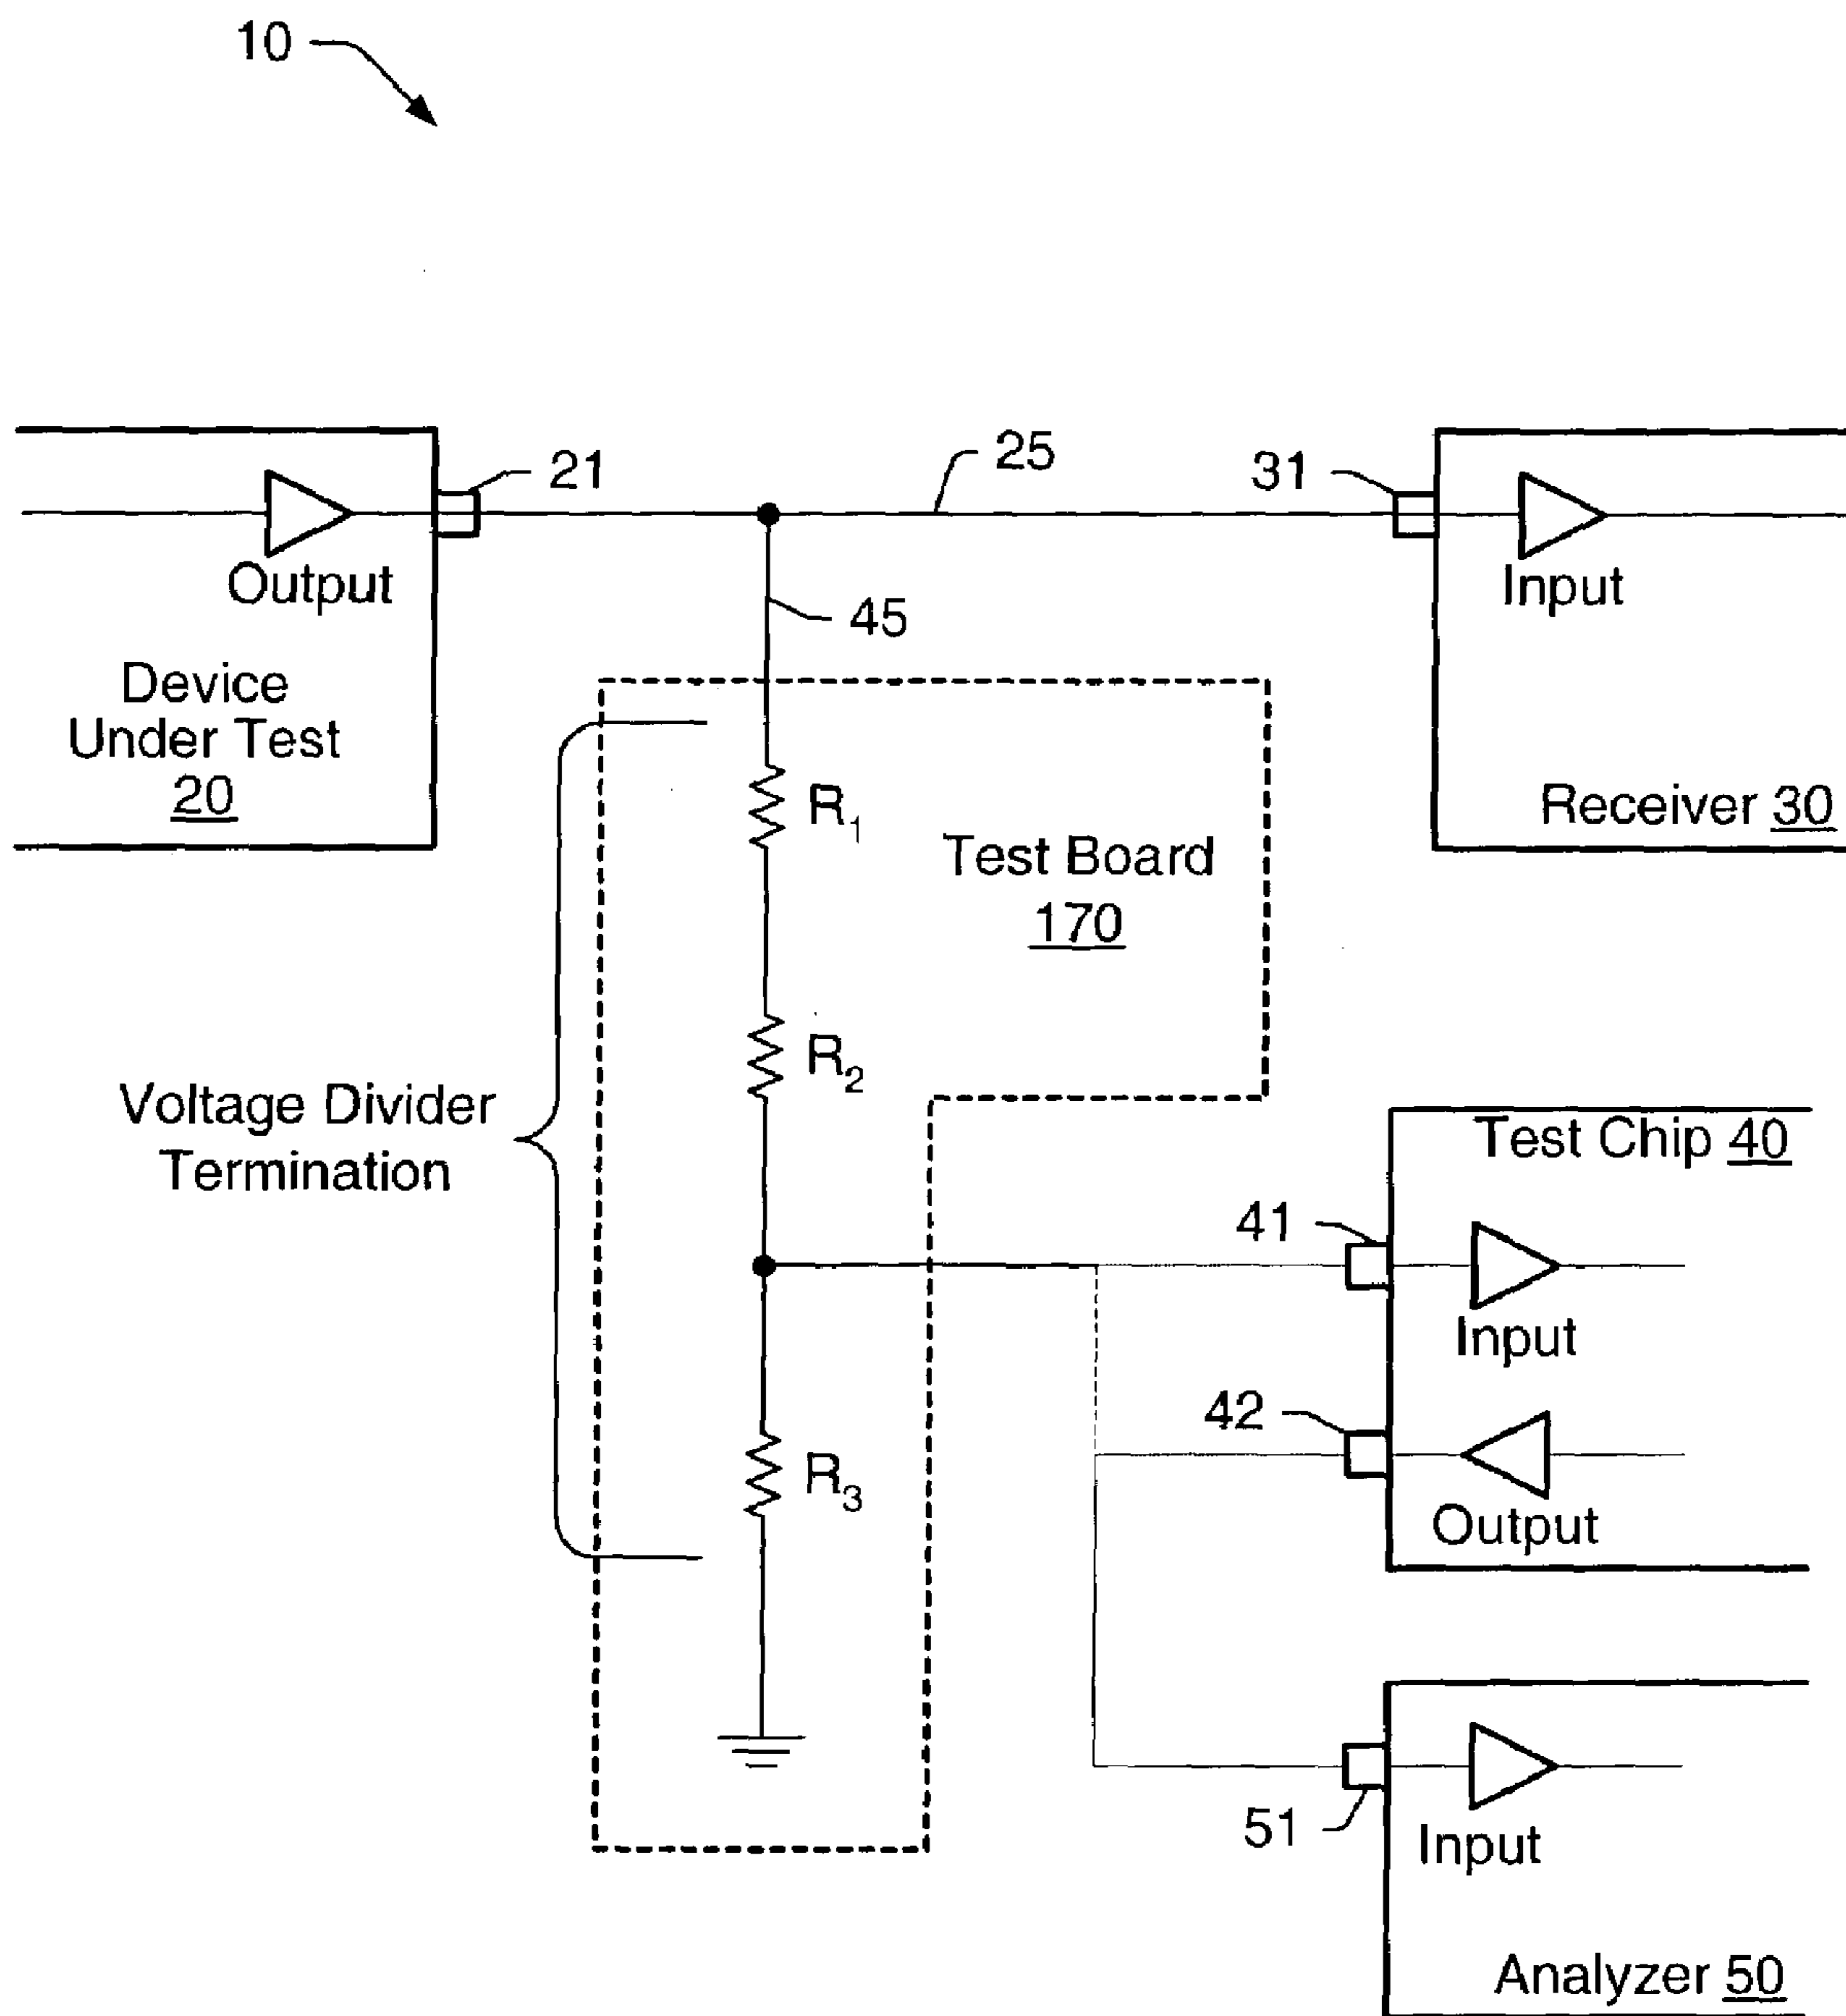 10
25
21
31
Output
Input
45
Device
Under Test
20
R1
Receiver 30
Test Board
170
R2
Voltage Divider
Termination
Test Chip 40
41
Input
42
R3
Output
51
Input
Analyzer 50